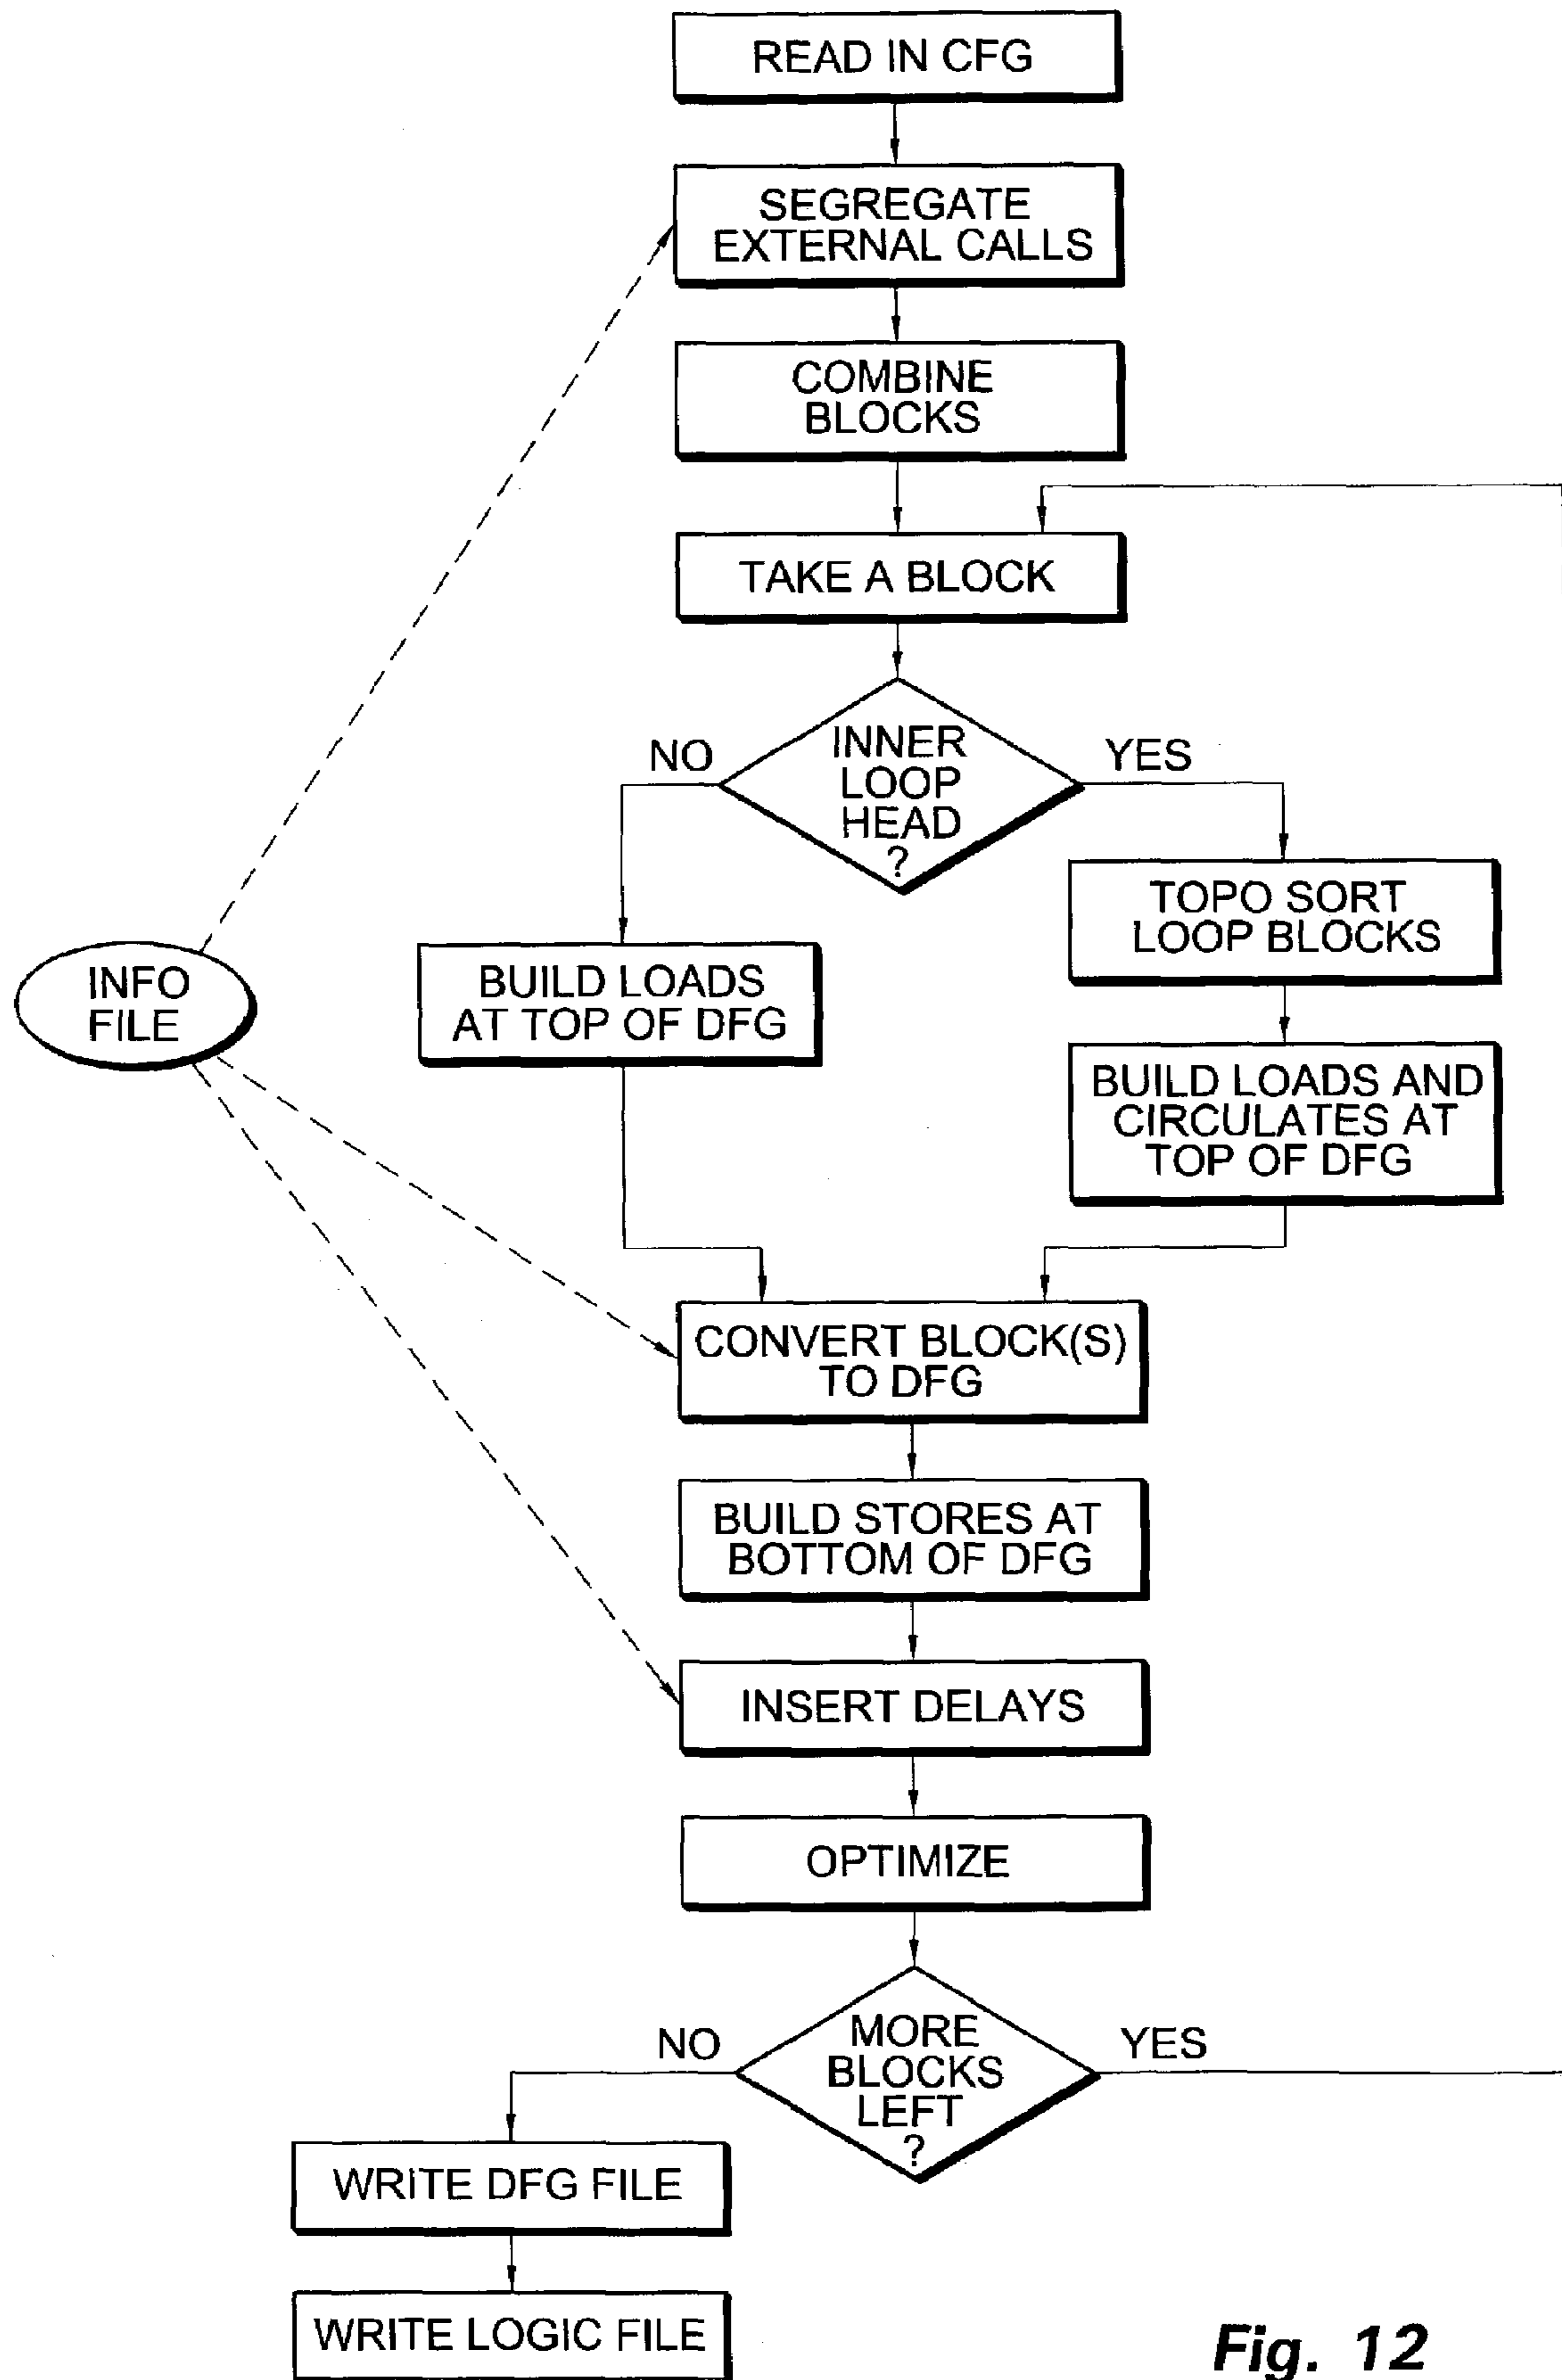 READ IN CFG
SEGREGATE
EXTERNAL CALLS
COMBINE
BLOCKS
TAKE A BLOCK
NO
INNER
LOOP
HEAD
?
YES
TOPO SORT
LOOP BLOCKS
INFO
FILE
BUILD LOADS
AT TOP OF DFG
BUILD LOADS AND
CIRCULATES AT
TOP OF DFG
CONVERT BLOCK(S)
TO DFG
BUILD STORES AT
BOTTOM OF DFG
INSERT DELAYS
OPTIMIZE
NO
MORE
BLOCKS
LEFT
?
YES
WRITE DFG FILE
WRITE LOGIC FILE
Fig. 12